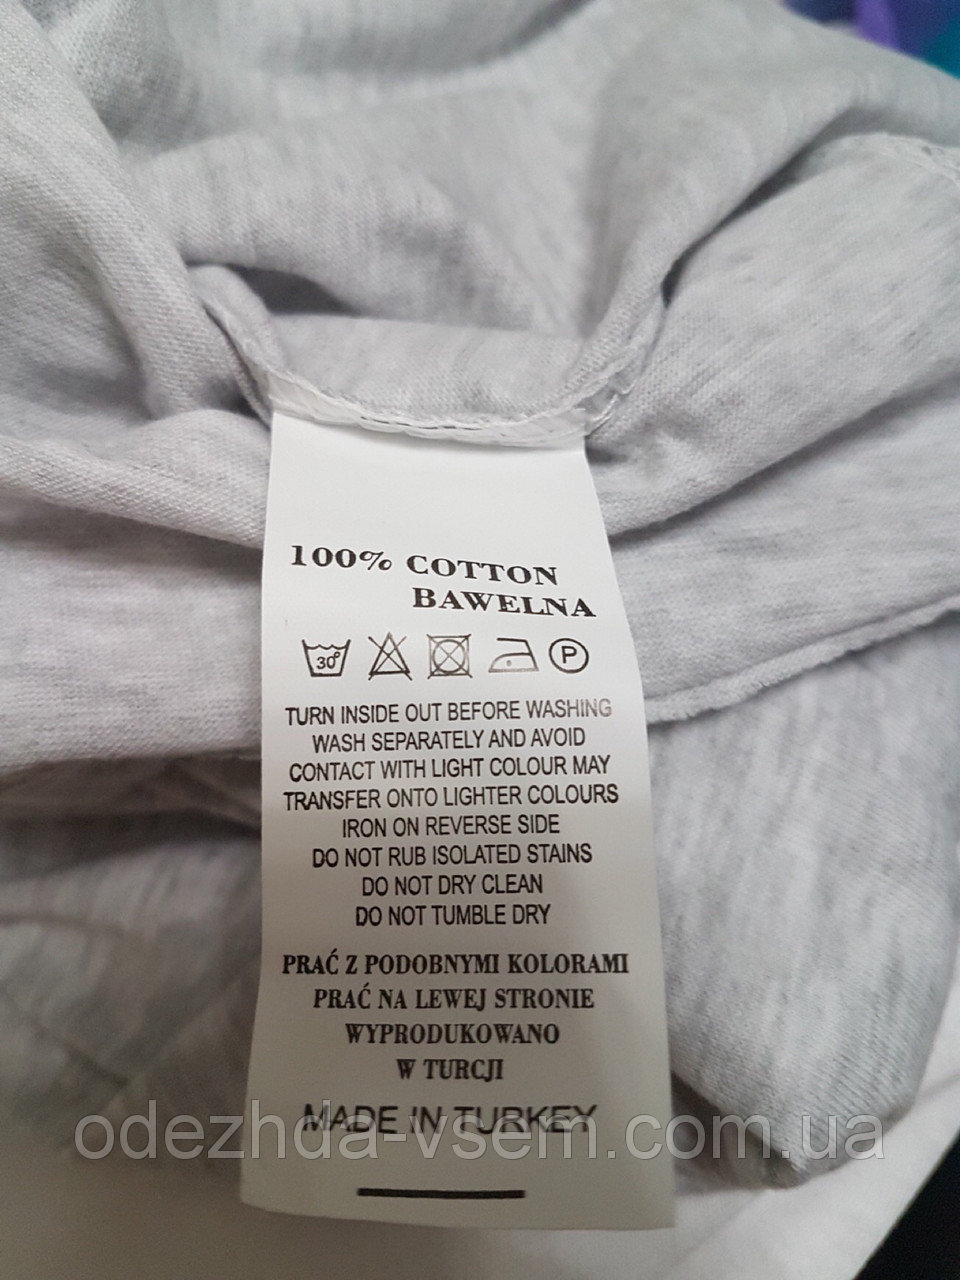 100% COTTON
BAWELNA
30°
P
TURN INSIDE OUT BEFORE WASHING
WASH SEPARATELY AND AVOID
CONTACT WITH LIGHT COLOUR MAY
TRANSFER ONTO LIGHTER COLOURS
IRON ON REVERSE SIDE
DO NOT RUB ISOLATED STAINS
DO NOT DRY CLEAN
DO NOT TUMBLE DRY
PRAĆ Z PODOBNYMI KOLORAMI
PRAĆ NA LEWEJ STRONIE
WYPRODUKOWANO
W TURCJI
MADE IN TURKEY
odezhda-vsem.com.ua